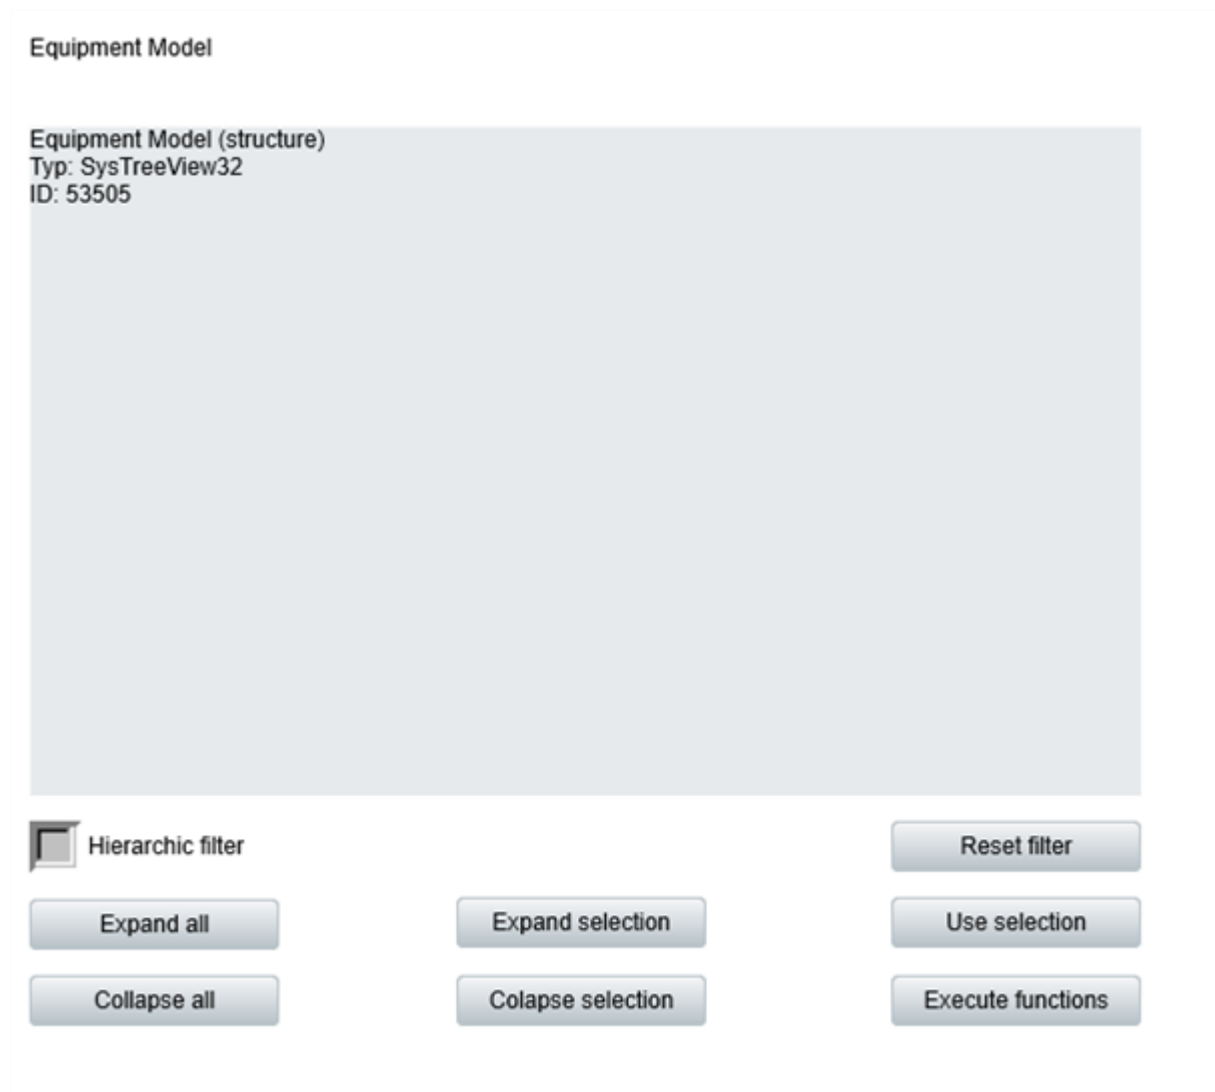 Equipment Model
Equipment Model (structure)
Typ: SysTreeView32
ID: 53505
Hierarchic filter
Reset filter
Expand all
Expand selection
Use selection
Collapse all
Colapse selection
Execute functions